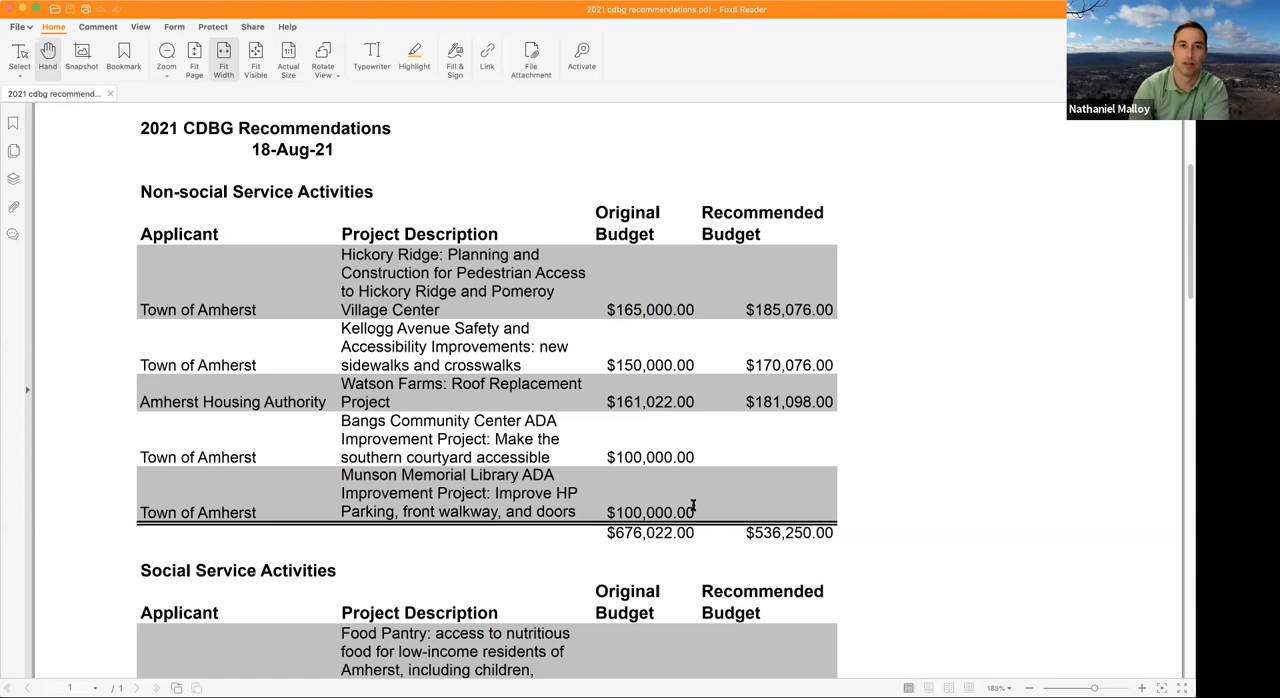 2021 cdbg recommendations.pdf - Foxit Reader
File Home Comment View Form Protect Share Help
Select Hand Snapshot Bookmark Zoom Fit Page Fit Width Fit Visible Actual Size Rotate View Typewriter Highlight Fill & Sign Link File Attachment Activate
Nathaniel Malloy
2021 cdbg recommend...
2021 CDBG Recommendations
18-Aug-21
Non-social Service Activities
Original Recommended
Applicant Project Description Budget Budget
Hickory Ridge: Planning and
Construction for Pedestrian Access
to Hickory Ridge and Pomeroy
Town of Amherst Village Center $165,000.00 $185,076.00
Kellogg Avenue Safety and
Accessibility Improvements: new
Town of Amherst sidewalks and crosswalks $150,000.00 $170,076.00
Watson Farms: Roof Replacement
Amherst Housing Authority Project $161,022.00 $181,098.00
Bangs Community Center ADA
Improvement Project: Make the
Town of Amherst southern courtyard accessible $100,000.00
Munson Memorial Library ADA
Improvement Project: Improve HP
Town of Amherst Parking, front walkway, and doors $100,000.00
$676,022.00 $536,250.00
Social Service Activities
Original Recommended
Applicant Project Description Budget Budget
Food Pantry: access to nutritious
food for low-income residents of
Amherst, including children,
1 / 1 185%